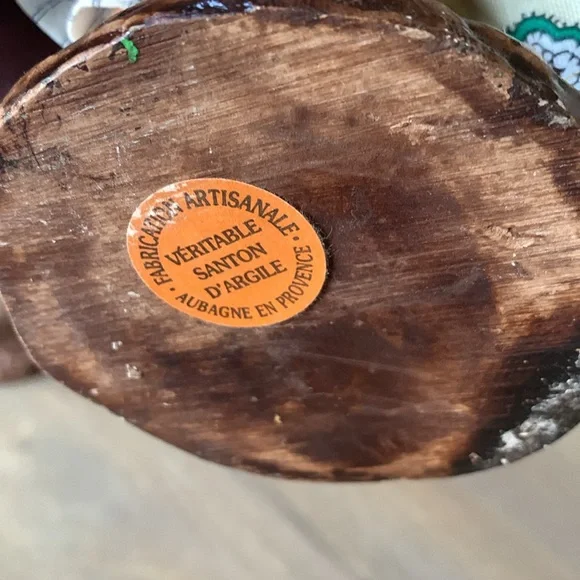 • FABRICATION ARTISANALE •
VÉRITABLE
SANTON
D'ARGILE
AUBAGNE EN PROVENCE